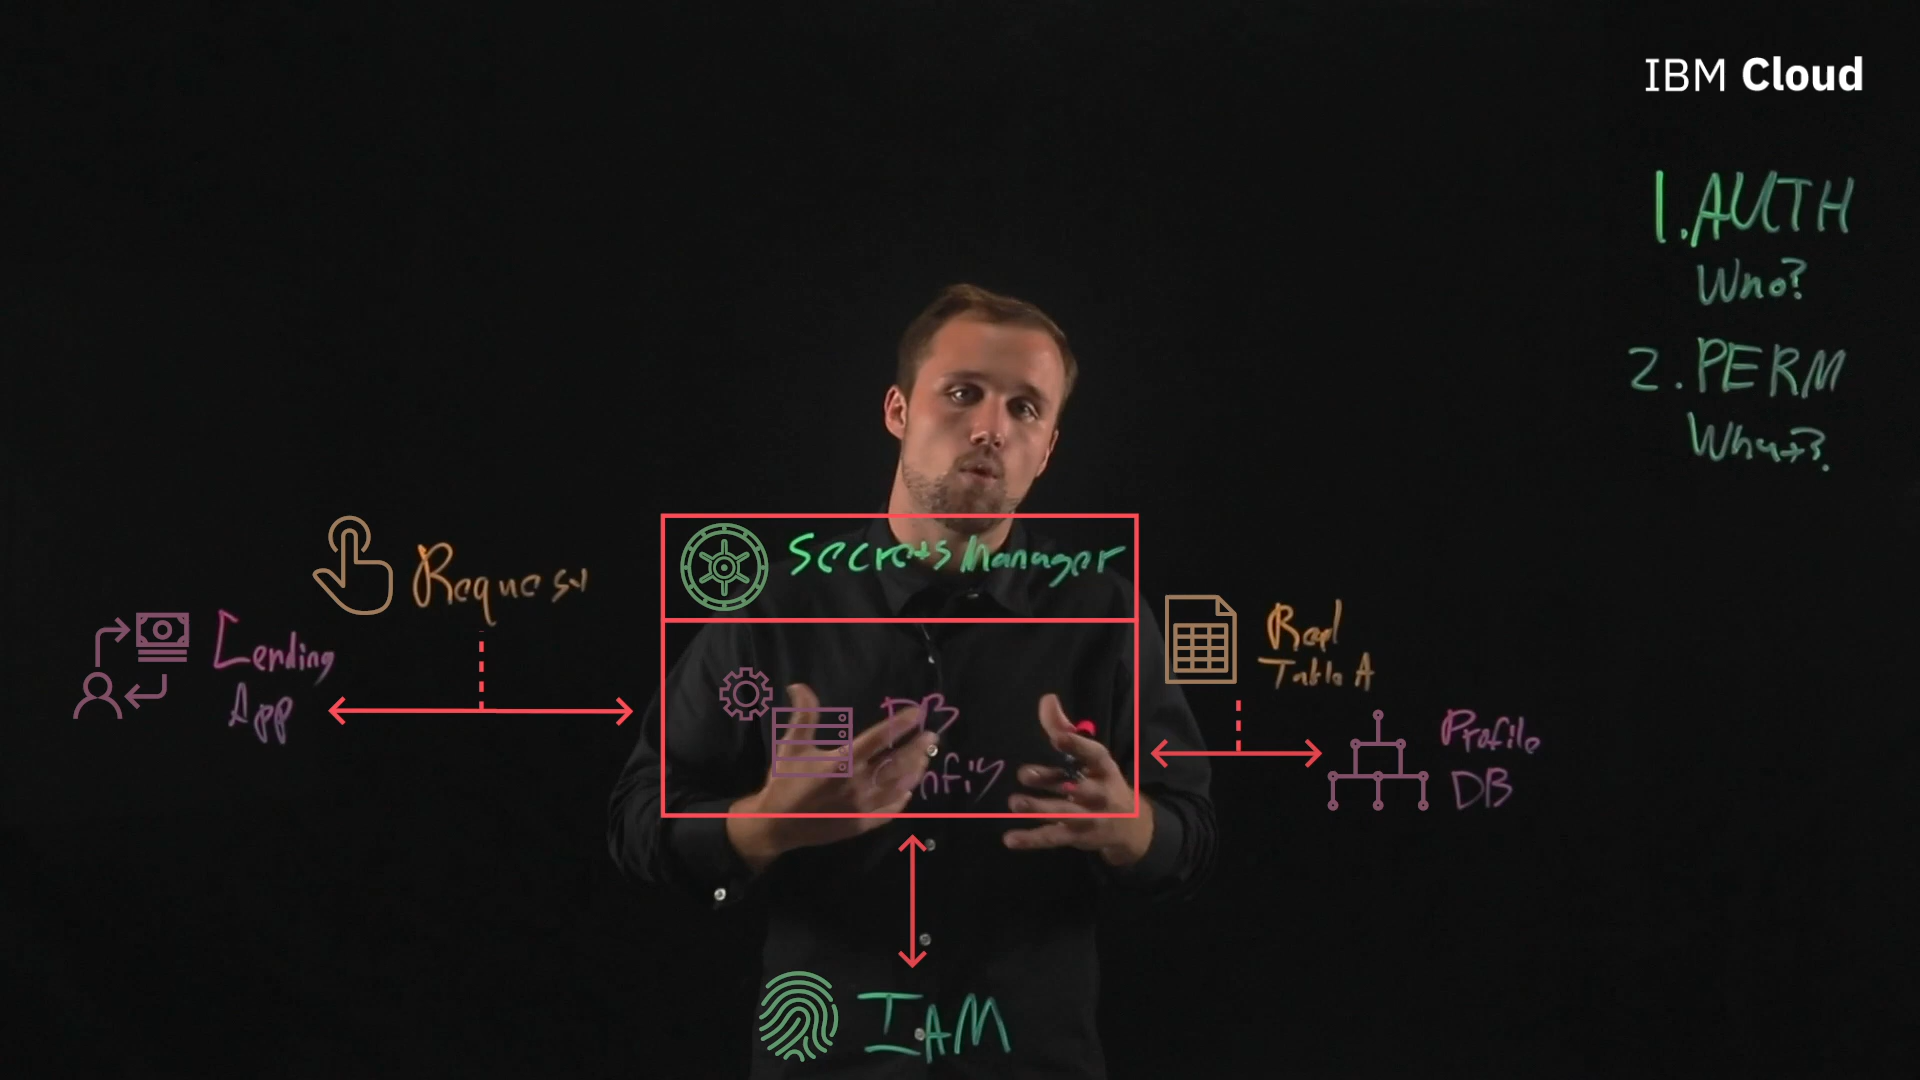 IBM Cloud
1. AUTH
Who?
2. PERM
What?
Request
Secrets Manager
Lending
App
Read
Table A
DB
Config
Profile
DB
IAM